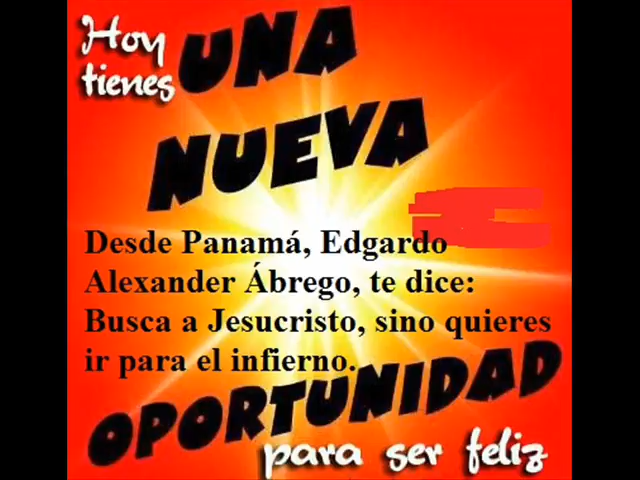 Hoy
tienes UNA
NUEVA
Desde Panamá, Edgardo
Alexander Ábrego, te dice:
Busca a Jesucristo, sino quieres
ir para el infierno.
OPORTUNIDAD
para ser feliz